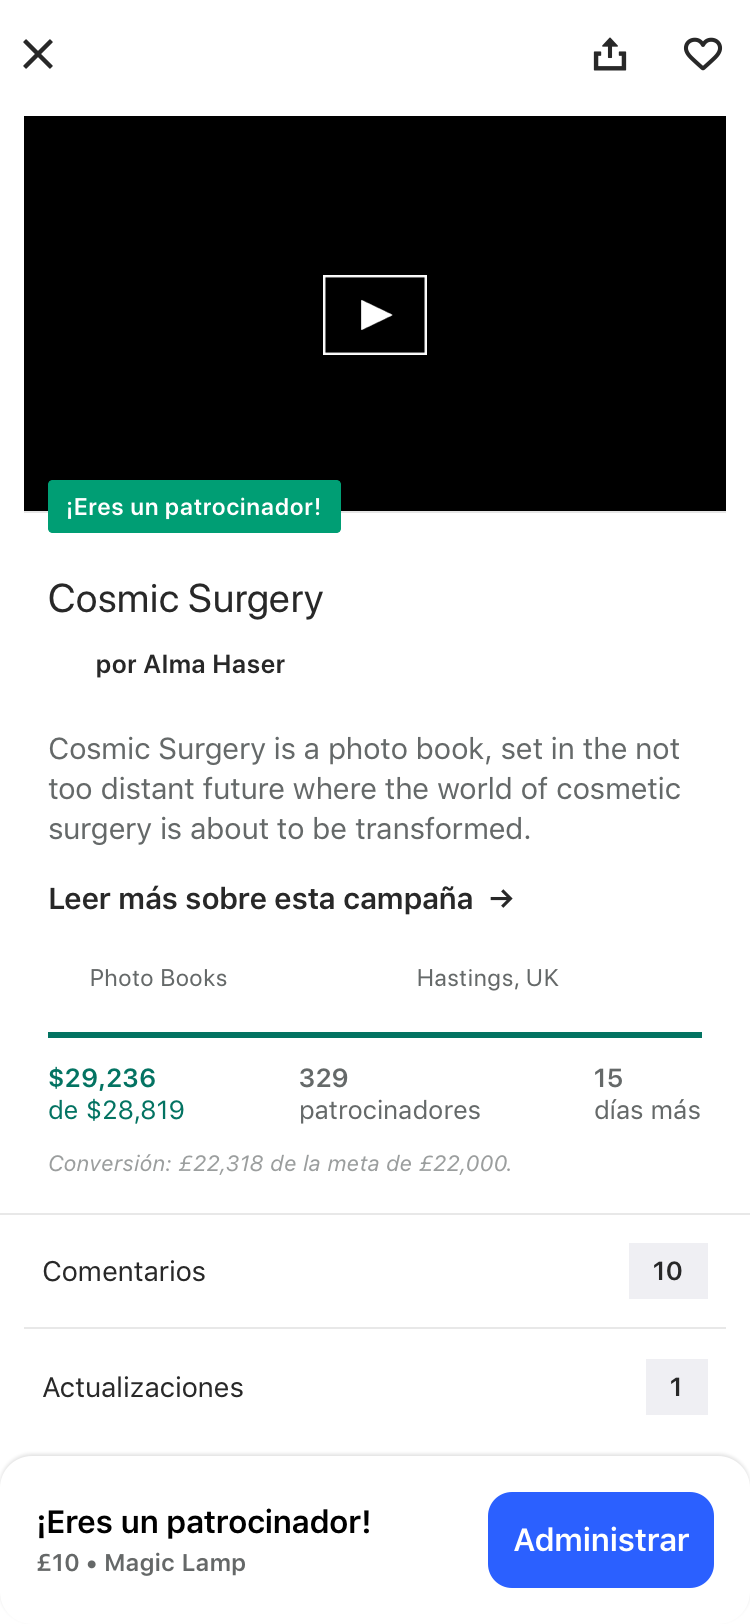 ¡Eres un patrocinador!
Cosmic Surgery
por Alma Haser
Cosmic Surgery is a photo book, set in the not
too distant future where the world of cosmetic
surgery is about to be transformed.
Leer más sobre esta campaña →
Photo Books
Hastings, UK
$29,236
de $28,819
329
patrocinadores
15
días más
Conversión: £22,318 de la meta de £22,000.
Comentarios
10
Actualizaciones
1
¡Eres un patrocinador!
£10 • Magic Lamp
Administrar